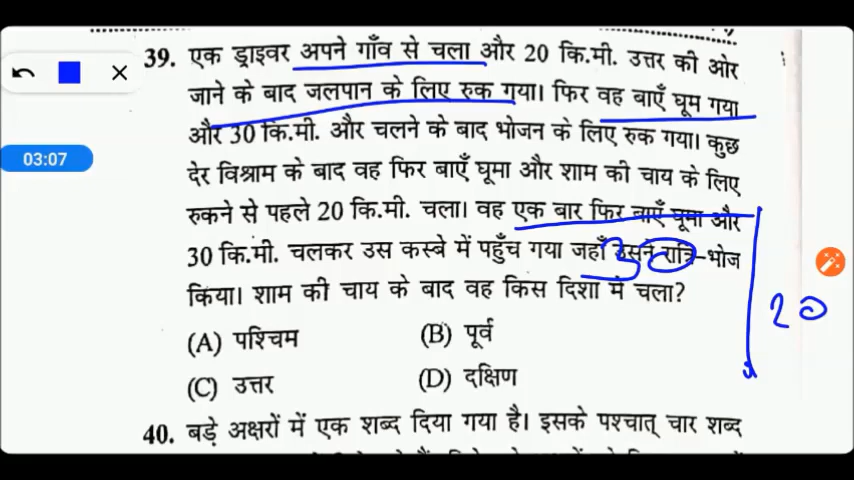 39. एक ड्राइवर अपने गाँव से चला और 20 कि.मी. उत्तर की ओर
जाने के बाद जलपान के लिए रुक गया। फिर वह बाएँ घूम गया
और 30 कि.मी. और चलने के बाद भोजन के लिए रुक गया। कुछ
03:07
देर विश्राम के बाद वह फिर बाएँ घूमा और शाम की चाय के लिए
रुकने से पहले 20 कि.मी. चला। वह एक बार फिर बाएँ घूमा और
30 कि.मी. चलकर उस कस्बे में पहुँच गया जहाँ उसने रात्रि-भोज
30
किया। शाम की चाय के बाद वह किस दिशा में चला?
20
(A) पश्चिम (B) पूर्व
(C) उत्तर (D) दक्षिण
40. बड़े अक्षरों में एक शब्द दिया गया है। इसके पश्चात् चार शब्द